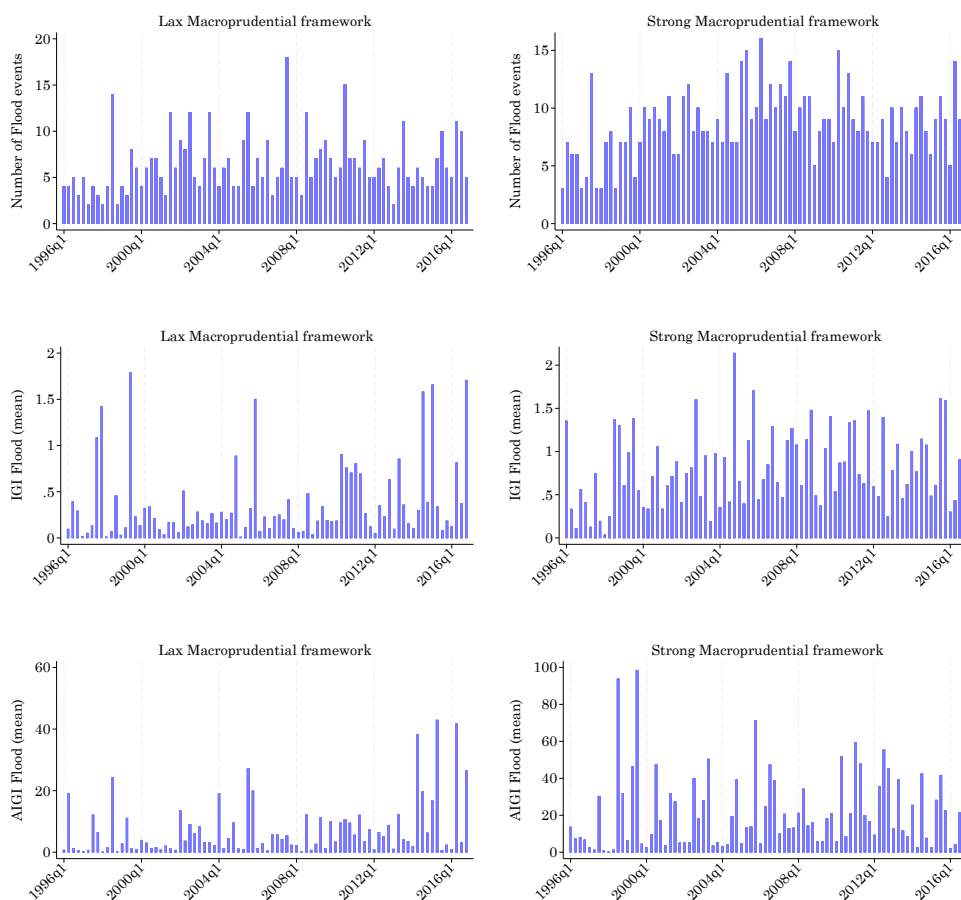 Lax Macroprudential framework
Number of Flood events
20
15
10
5
0
1996q1 2000q1 2004q1 2008q1 2012q1 2016q1
Strong Macroprudential framework
Number of Flood events
15
10
5
0
1996q1 2000q1 2004q1 2008q1 2012q1 2016q1
Lax Macroprudential framework
IGI Flood (mean)
2
1.5
1
.5
0
1996q1 2000q1 2004q1 2008q1 2012q1 2016q1
Strong Macroprudential framework
IGI Flood (mean)
2
1.5
1
.5
0
1996q1 2000q1 2004q1 2008q1 2012q1 2016q1
Lax Macroprudential framework
AIGI Flood (mean)
60
40
20
0
1996q1 2000q1 2004q1 2008q1 2012q1 2016q1
Strong Macroprudential framework
AIGI Flood (mean)
100
80
60
40
20
0
1996q1 2000q1 2004q1 2008q1 2012q1 2016q1